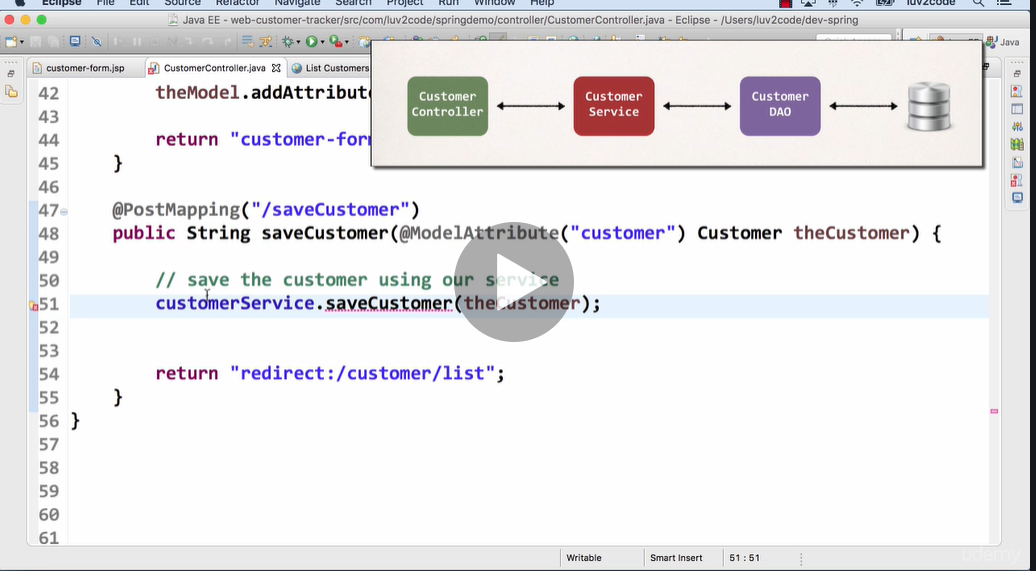 Eclipse File Edit Source Refactor Navigate Search Project Run Window Help luv2code
Java EE - web-customer-tracker/src/com/luv2code/springdemo/controller/CustomerController.java - Eclipse - /Users/luv2code/dev-spring
Java
customer-form.jsp CustomerController.java List Customers
Customer Controller
Customer Service
Customer DAO
42 theModel.addAttribute
43
44 return "customer-form
45 }
46
47 @PostMapping("/saveCustomer")
48 public String saveCustomer(@ModelAttribute("customer") Customer theCustomer) {
49
50 // save the customer using our service
51 customerService.saveCustomer(theCustomer);
52
53
54 return "redirect:/customer/list";
55 }
56 }
57
58
59
60
61
Writable Smart Insert 51 : 51
udemy